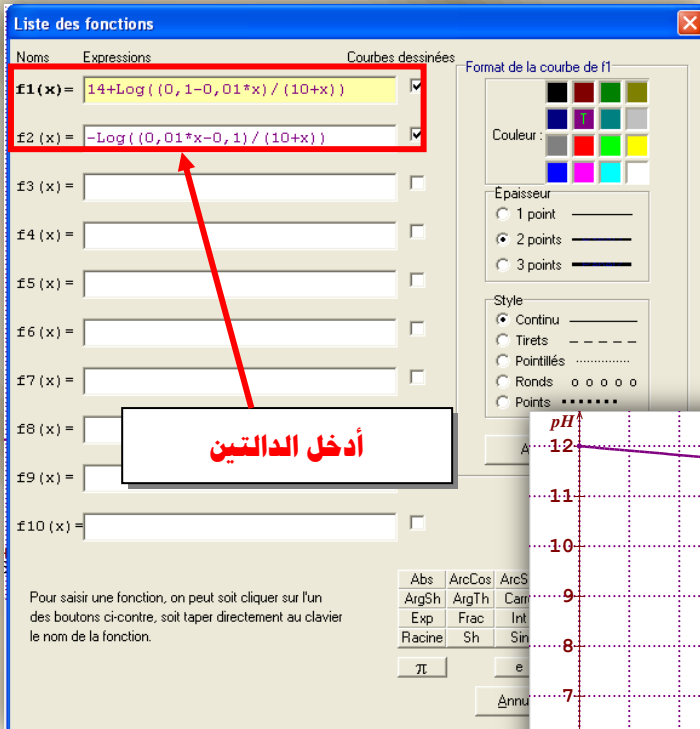 Liste des fonctions
Noms Expressions Courbes dessinées
f1(x)= 14+Log((0,1-0,01*x)/(10+x))
f2(x)= -Log((0,01*x-0,1)/(10+x))
f3(x)=
f4(x)=
f5(x)=
f6(x)=
f7(x)=
f8(x)=
f9(x)=
f10(x)=
أدخل الدالتين
Format de la courbe de f1
Couleur :
T
Épaisseur
1 point
2 points
3 points
Style
Continu
Tirets
Pointillés
Ronds
Points
Pour saisir une fonction, on peut soit cliquer sur l'un
des boutons ci-contre, soit taper directement au clavier
le nom de la fonction.
Abs ArcCos ArcS
ArgSh ArgTh
Exp Frac Int
Racine Sh Sin
π e
Annu
pH
12
11
10
9
8
7